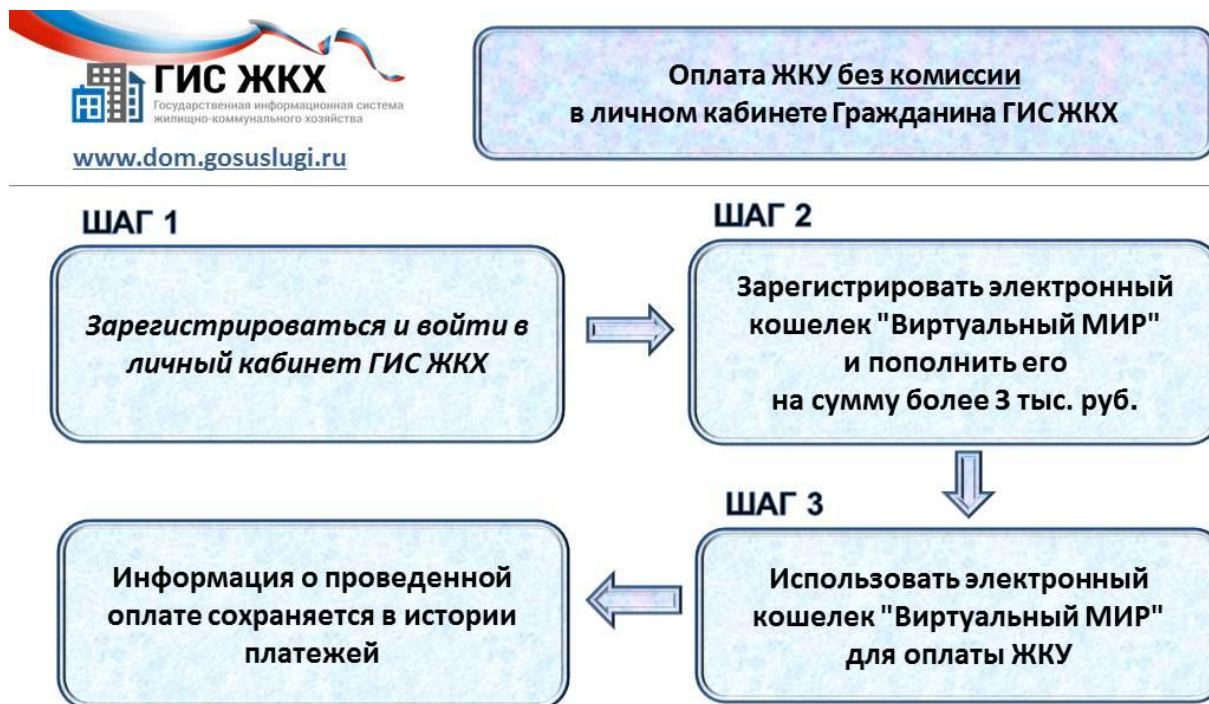 ГИС ЖКХ
Государственная информационная система
жилищно-коммунального хозяйства
www.dom.gosuslugi.ru
Оплата ЖКУ без комиссии
в личном кабинете Гражданина ГИС ЖКХ
ШАГ 1
Зарегистрироваться и войти в
личный кабинет ГИС ЖКХ
ШАГ 2
Зарегистрировать электронный
кошелек "Виртуальный МИР"
и пополнить его
на сумму более 3 тыс. руб.
ШАГ 3
Использовать электронный
кошелек "Виртуальный МИР"
для оплаты ЖКУ
Информация о проведенной
оплате сохраняется в истории
платежей